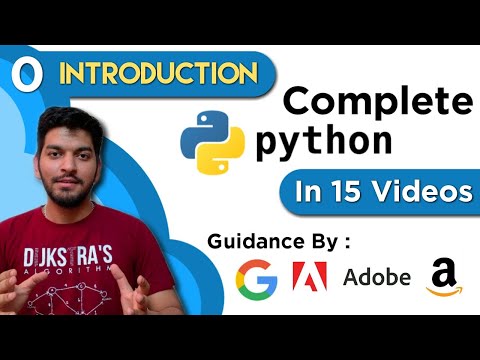 0 INTRODUCTION
Complete
python
In 15 Videos
Guidance By :
G Adobe a
DIJKSTRA'S
ALGORITHM